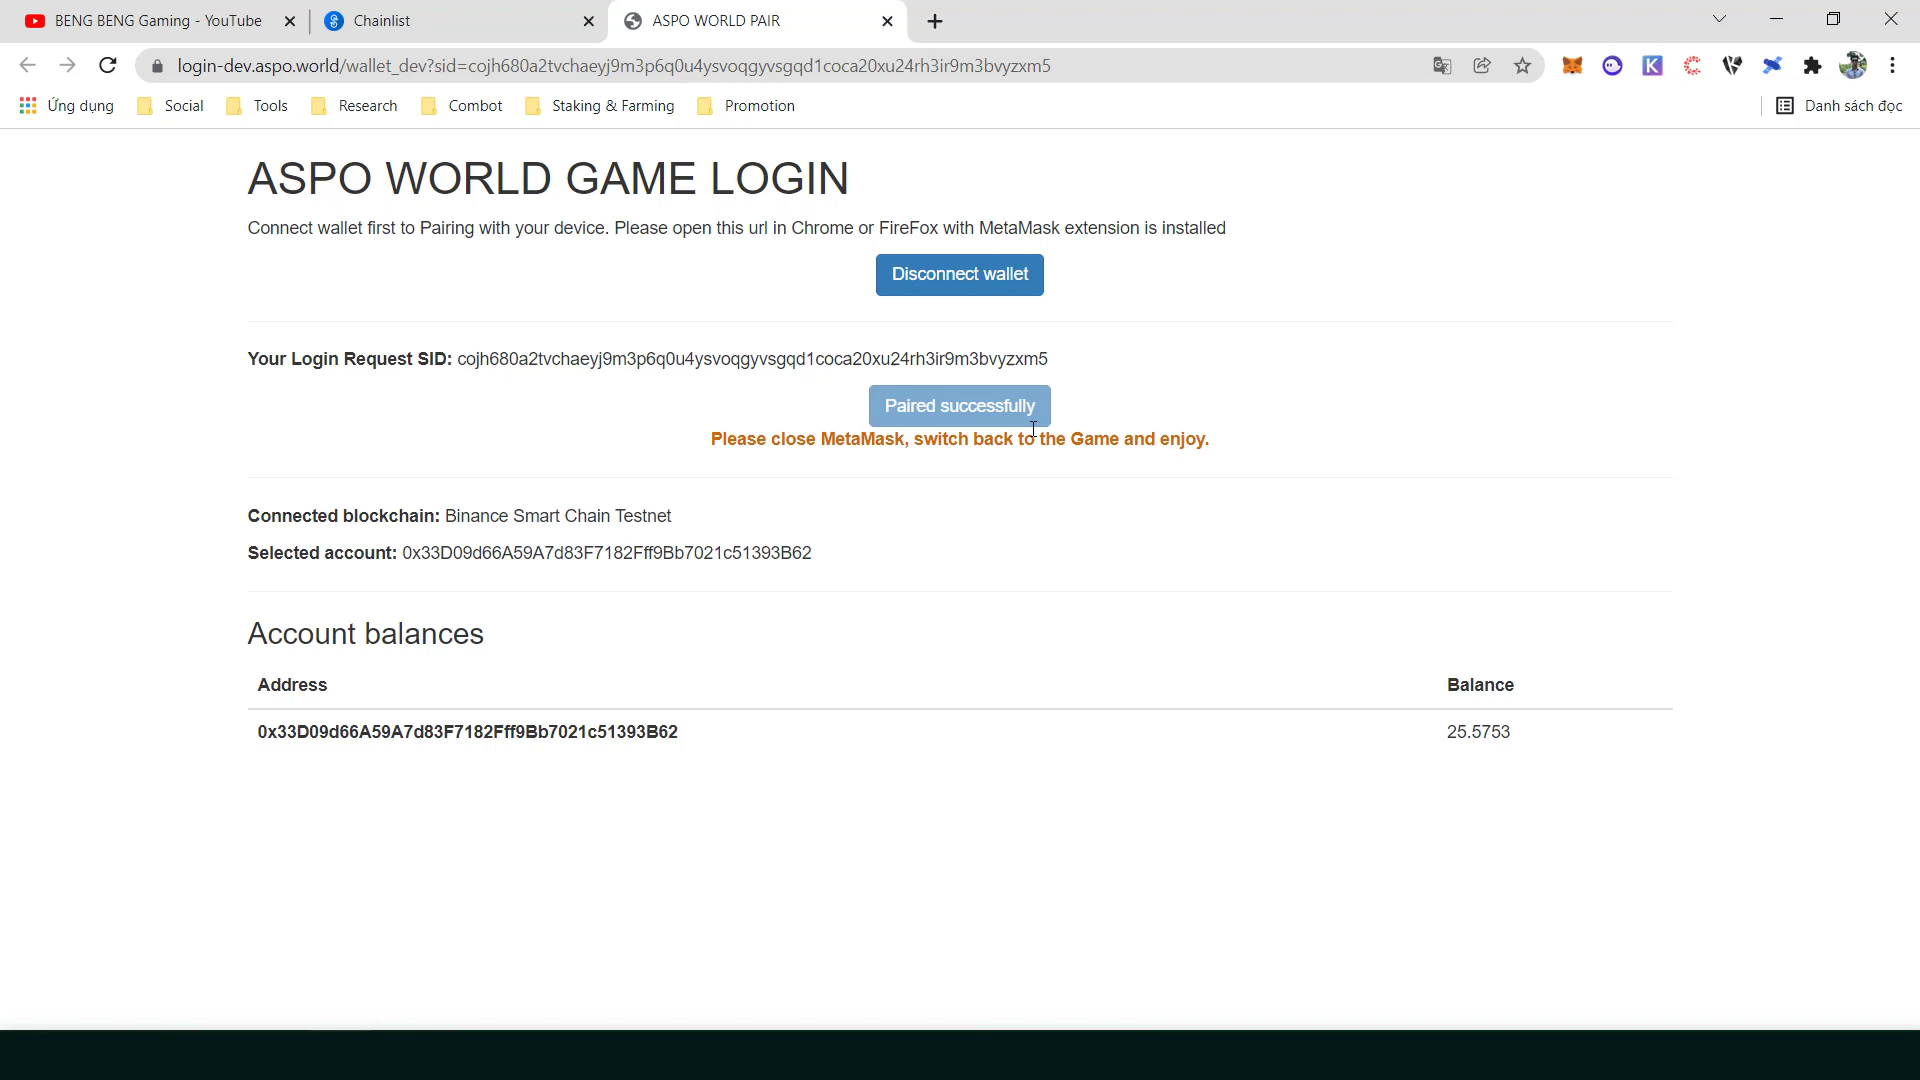 BENG BENG Gaming - YouTube
Chainlist
ASPO WORLD PAIR
login-dev.aspo.world/wallet_dev?sid=cojh680a2tvchaeyj9m3p6q0u4ysvoqgyvsgqd1coca20xu24rh3ir9m3bvyzxm5
Ứng dụng
Social
Tools
Research
Combot
Staking & Farming
Promotion
Danh sách đọc
ASPO WORLD GAME LOGIN
Connect wallet first to Pairing with your device. Please open this url in Chrome or FireFox with MetaMask extension is installed
Disconnect wallet
Your Login Request SID: cojh680a2tvchaeyj9m3p6q0u4ysvoqgyvsgqd1coca20xu24rh3ir9m3bvyzxm5
Paired successfully
Please close MetaMask, switch back to the Game and enjoy.
Connected blockchain: Binance Smart Chain Testnet
Selected account: 0x33D09d66A59A7d83F7182Fff9Bb7021c51393B62
Account balances
Address Balance
0x33D09d66A59A7d83F7182Fff9Bb7021c51393B62 25.5753